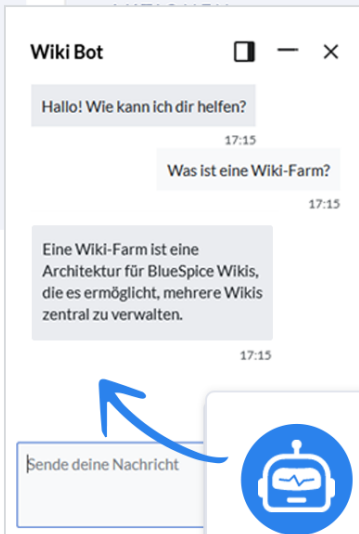 Wiki Bot
Hallo! Wie kann ich dir helfen?
17:15
Was ist eine Wiki-Farm?
17:15
Eine Wiki-Farm ist eine
Architektur für BlueSpice Wikis,
die es ermöglicht, mehrere Wikis
zentral zu verwalten.
17:15
Sende deine Nachricht